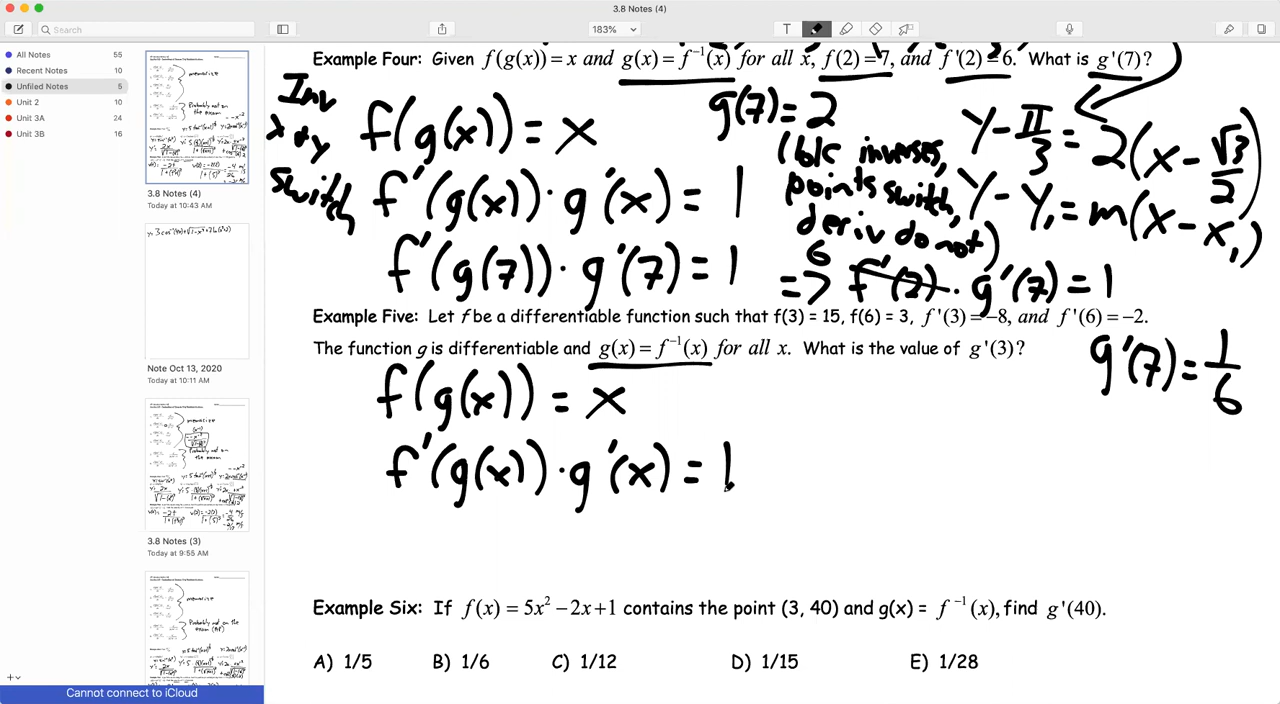 3.8 Notes (4)
Search
183%
T
All Notes 55
Recent Notes 10
Unfiled Notes 5
Unit 2 10
Unit 3A 24
Unit 3B 16
3.8 Notes (4)
Today at 10:43 AM
Note Oct 13, 2020
Today at 10:11 AM
3.8 Notes (3)
Today at 9:55 AM
Cannot connect to iCloud
Example Four: Given f(g(x)) = x and g(x) = f⁻¹(x) for all x, f(2) = 7, and f '(2) = 6. What is g '(7)?
Inv
x + y
switch
f(g(x)) = x
f'(g(x)) · g'(x) = 1
f'(g(7)) · g'(7) = 1
g(7) = 2
(b/c inverses,
points switch,
deriv do not)
6
=> f'(2) · g'(7) = 1
y - π/3 = 2(x - √3/2)
y - y₁ = m(x - x₁)
g'(7) = 1/6
Example Five: Let f be a differentiable function such that f(3) = 15, f(6) = 3, f '(3) = -8, and f '(6) = -2.
The function g is differentiable and g(x) = f⁻¹(x) for all x. What is the value of g '(3)?
f(g(x)) = x
f'(g(x)) · g'(x) = 1
Example Six: If f(x) = 5x² - 2x + 1 contains the point (3, 40) and g(x) = f⁻¹(x), find g '(40).
A) 1/5 B) 1/6 C) 1/12 D) 1/15 E) 1/28